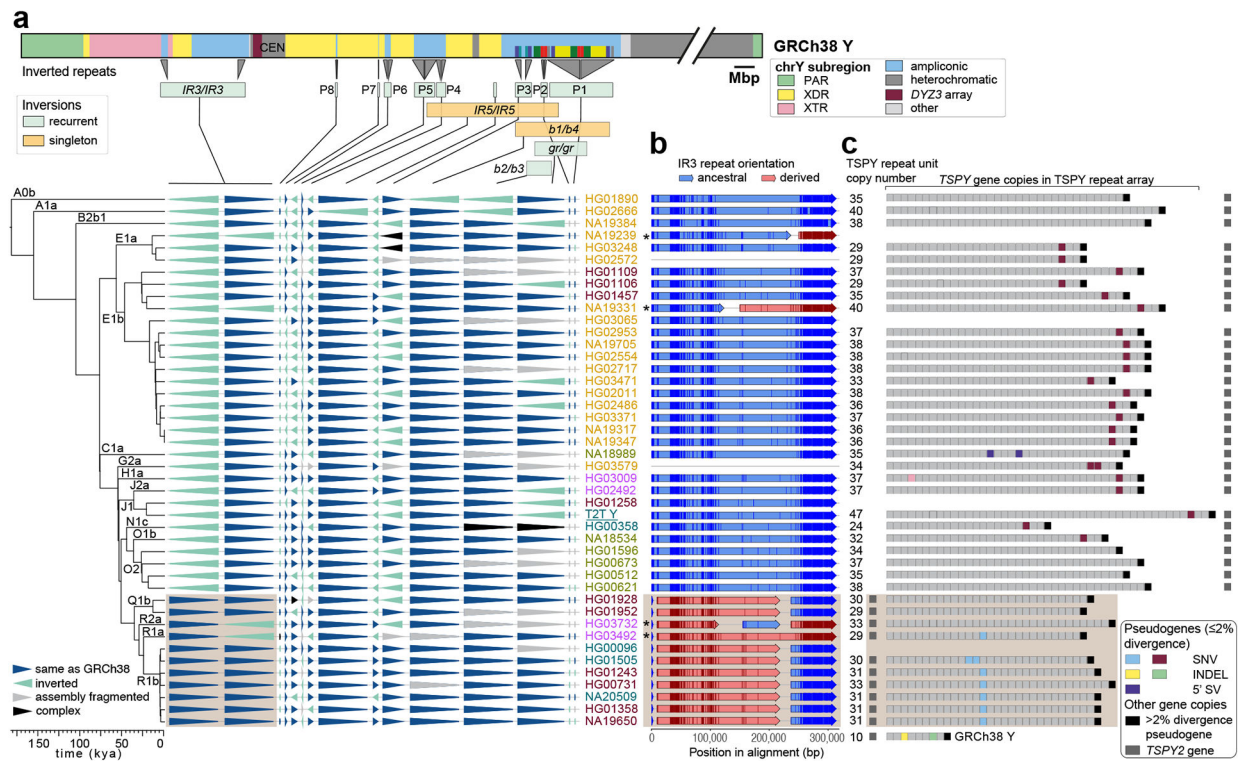 a
CEN
GRCh38 Y
Mbp
Inverted repeats
IR3/IR3
P8
P7
P6
P5
P4
P3
P2
P1
Inversions
recurrent
singleton
IR5/IR5
b1/b4
gr/gr
b2/b3
chrY subregion
PAR
XDR
XTR
ampliconic
heterochromatic
DYZ3 array
other
b
IR3 repeat orientation
ancestral
derived
c
TSPY repeat unit
copy number
TSPY gene copies in TSPY repeat array
A0b
A1a
B2b1
E1a
E1b
C1a
G2a
H1a
J2a
J1
N1c
O1b
O2
Q1b
R2a
R1a
R1b
HG01890 35
HG02666 40
NA19384 38
NA19239 *
HG03248 29
HG02572 29
HG01109 37
HG01106 29
HG01457 35
NA19331 * 40
HG03065
HG02953 37
NA19705 38
HG02554 38
HG02717 38
HG03471 33
HG02011 38
HG02486 36
HG03371 37
NA19317 36
NA19347 36
NA18989 35
HG03579 34
HG03009 37
HG02492 37
HG01258
T2T Y 47
HG00358 24
NA18534 32
HG01596 34
HG00673 37
HG00512 35
HG00621 38
HG01928 30
HG01952 29
HG03732 * 33
HG03492 * 29
HG00096
HG01505 30
HG01243 31
HG00731 33
NA20509 31
HG01358 31
NA19650 31
10 GRCh38 Y
same as GRCh38
inverted
assembly fragmented
complex
150 100 50 0
time (kya)
0 100,000 200,000 300,000
Position in alignment (bp)
Pseudogenes (≤2%
divergence)
SNV
INDEL
5' SV
Other gene copies
>2% divergence
pseudogene
TSPY2 gene